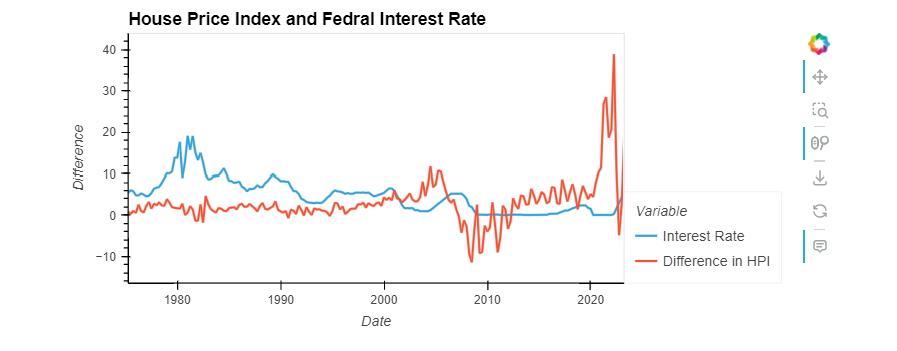 House Price Index and Fedral Interest Rate
Difference
40
30
20
10
0
−10
1980
1990
2000
2010
2020
Date
Variable
Interest Rate
Difference in HPI